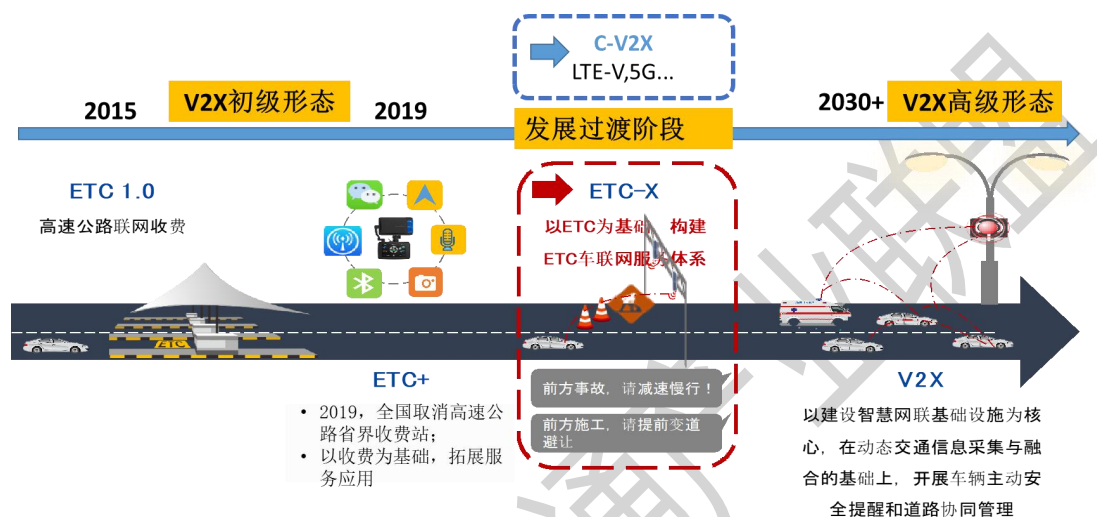 C-V2X
LTE-V,5G...
2015
V2X初级形态
2019
发展过渡阶段
2030+
V2X高级形态
ETC 1.0
高速公路联网收费
ETC-X
以ETC为基础 构建
ETC车联网服务体系
ETC
ETC+
• 2019，全国取消高速公
路省界收费站；
• 以收费为基础，拓展服
务应用
前方事故，请减速慢行！
前方施工，请提前变道
避让
V2X
以建设智慧网联基础设施为核
心，在动态交通信息采集与融
合的基础上，开展车辆主动安
全提醒和道路协同管理
产业联盟